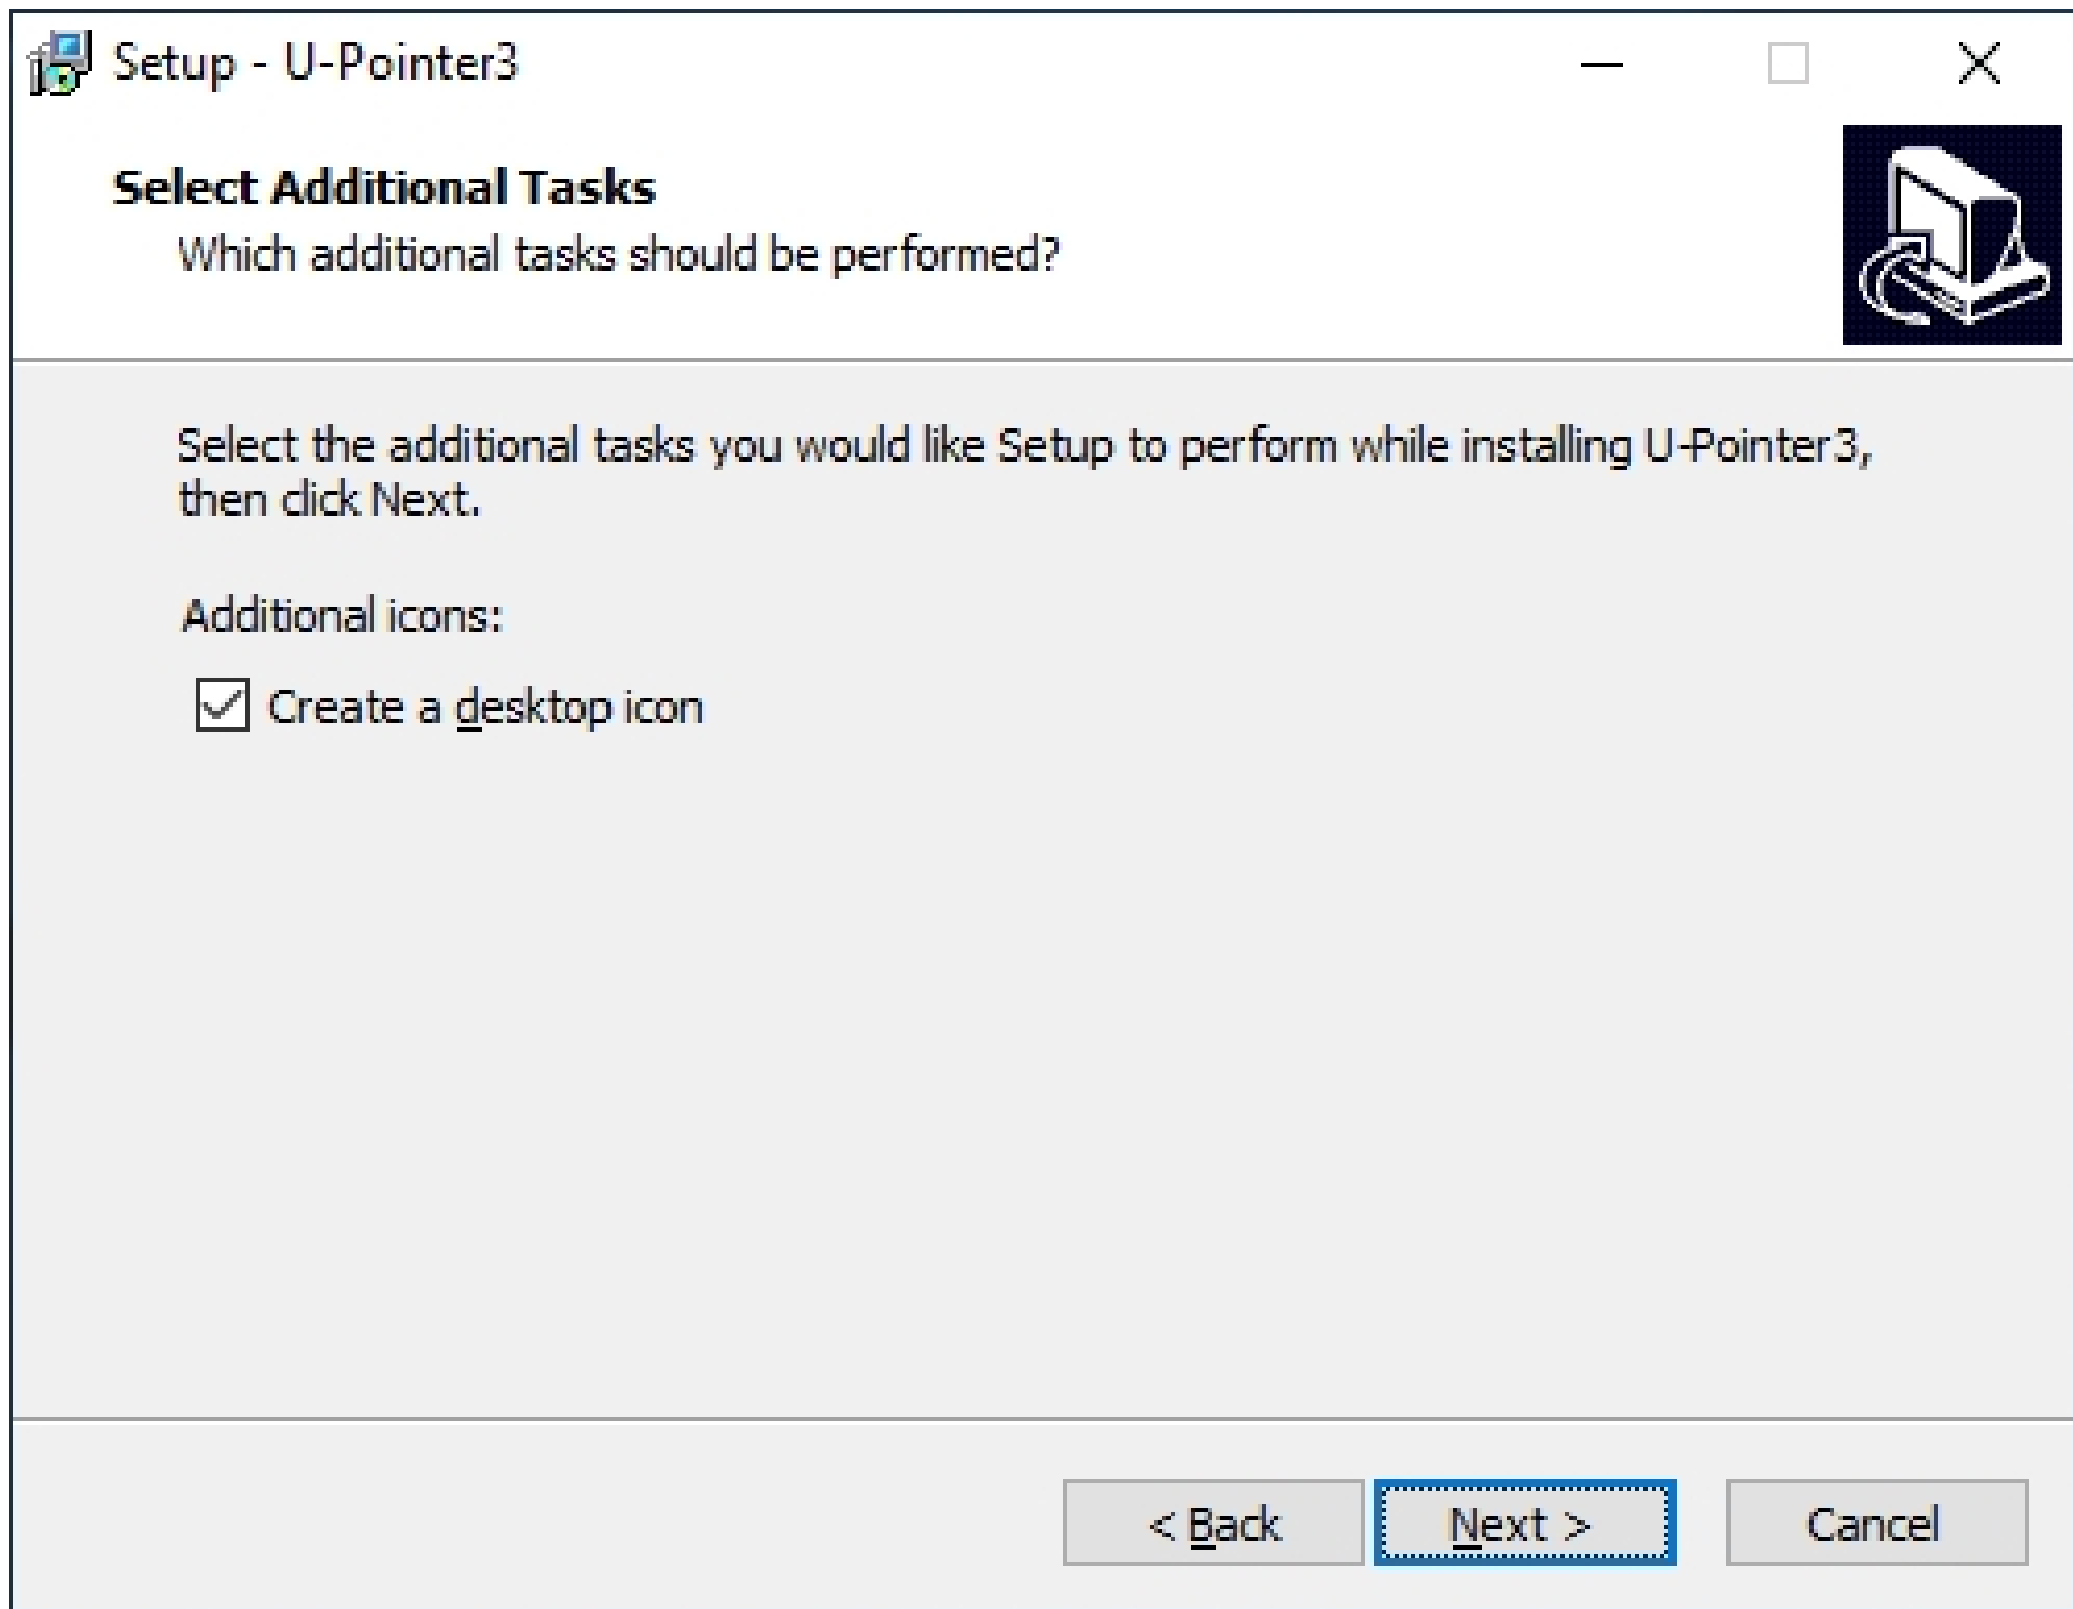 Setup - U-Pointer3
Select Additional Tasks
Which additional tasks should be performed?
Select the additional tasks you would like Setup to perform while installing U-Pointer3,
then click Next.
Additional icons:
Create a desktop icon
< Back
Next >
Cancel